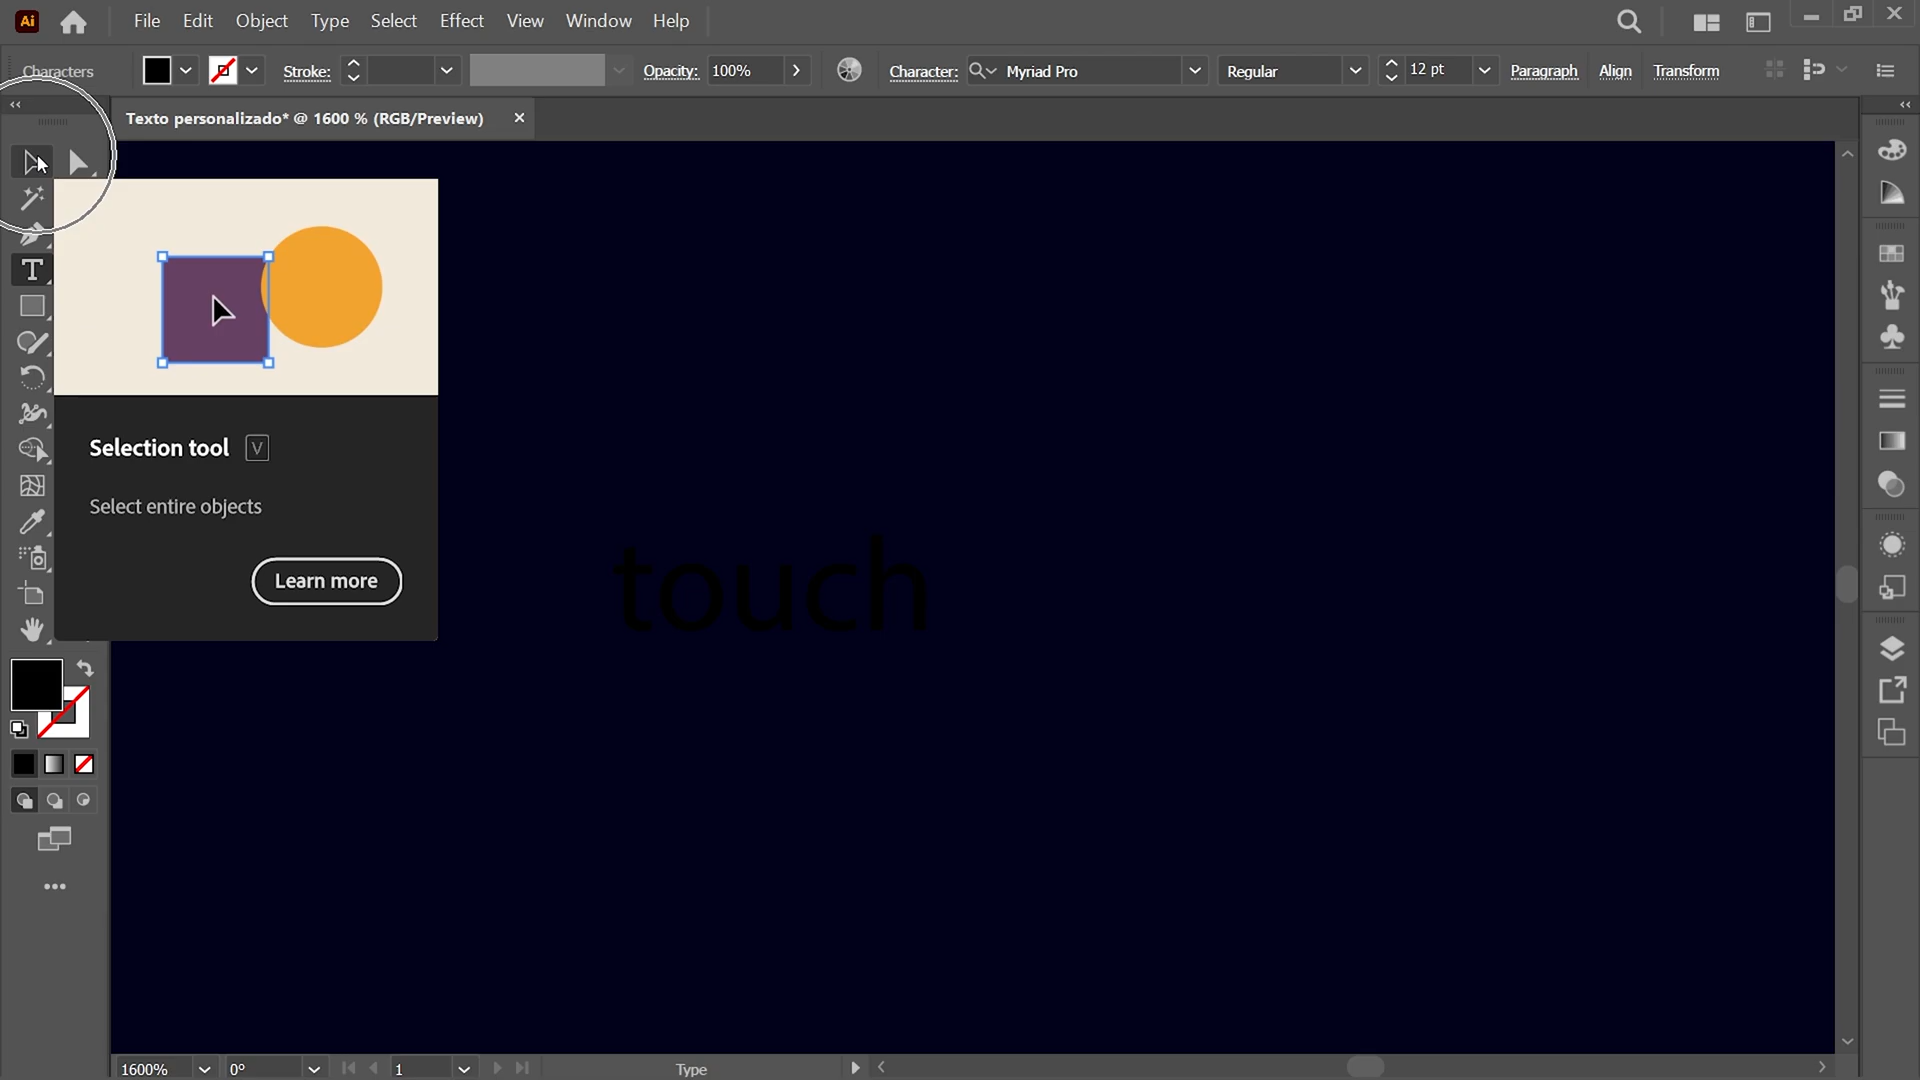 Ai
File Edit Object Type Select Effect View Window Help
Characters Stroke: Opacity: 100% Character: Myriad Pro Regular 12 pt Paragraph Align Transform
Texto personalizado* @ 1600 % (RGB/Preview)
T
Selection tool V
Select entire objects
Learn more
touch
1600% 0° 1 Type